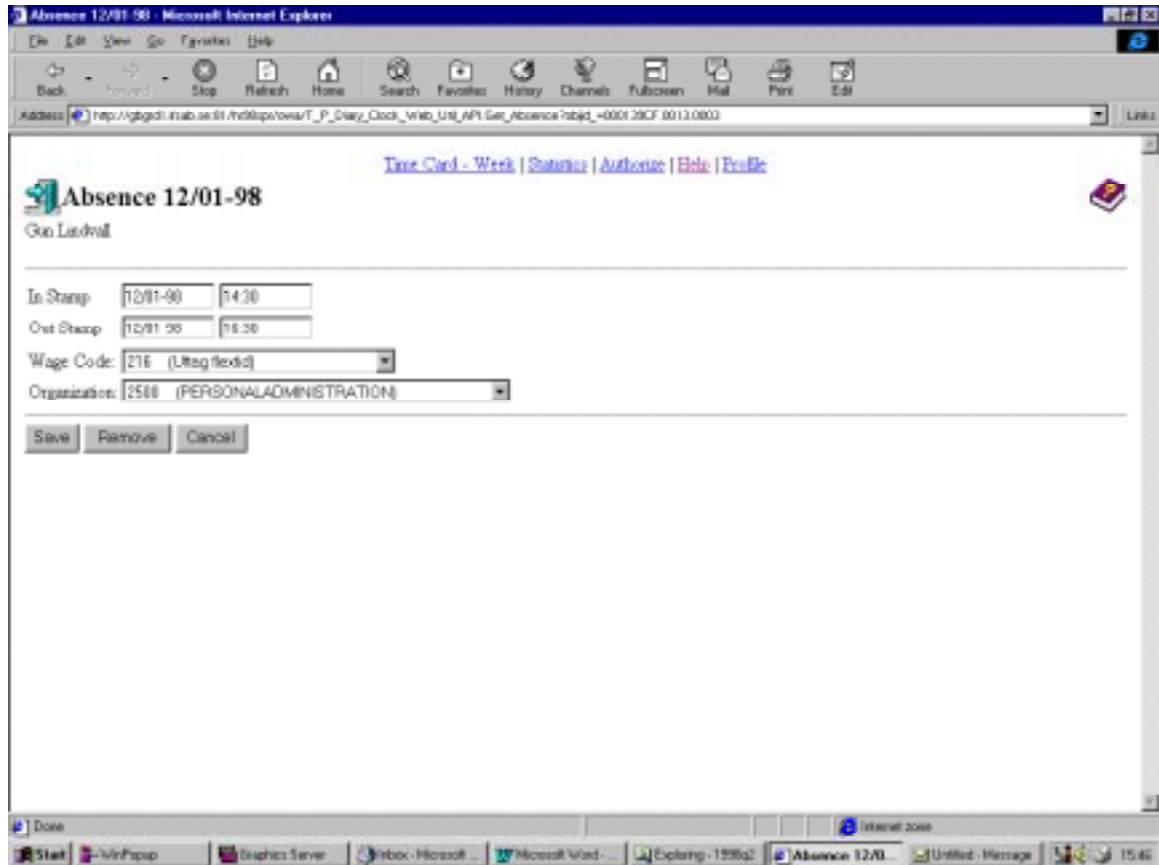 Absence 12/01-98 - Microsoft Internet Explorer
File Edit View Go Favorites Help
Back Forward Stop Refresh Home Search Favorites History Channels Fullscreen Mail Print Edit
Address Links
Time Card - Week | Statistics | Authorize | Help | Profile
Absence 12/01-98
Gun Lindvall
In Stamp 12/01-98 14:30
Out Stamp 12/01-98 16:30
Wage Code: 216 (Uttag flextid)
Organization: 2500 (PERSONALADMINISTRATION)
Save Remove Cancel
Done Internet zone
Start WinPopup Graphics Server Inbox - Microsoft ... Microsoft Word - ... Exploring - 1998q2 Absence 12/0... Untitled - Message 15:46